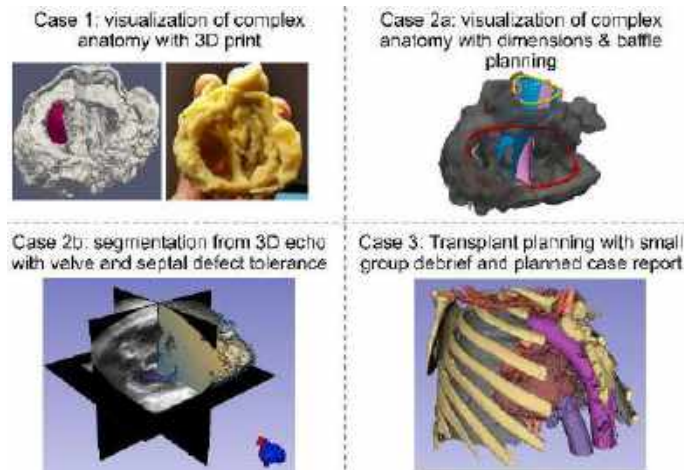 Case 1: visualization of complex
anatomy with 3D print
Case 2a: visualization of complex
anatomy with dimensions & baffle
planning
Case 2b: segmentation from 3D echo
with valve and septal defect tolerance
Case 3: Transplant planning with small
group debrief and planned case report